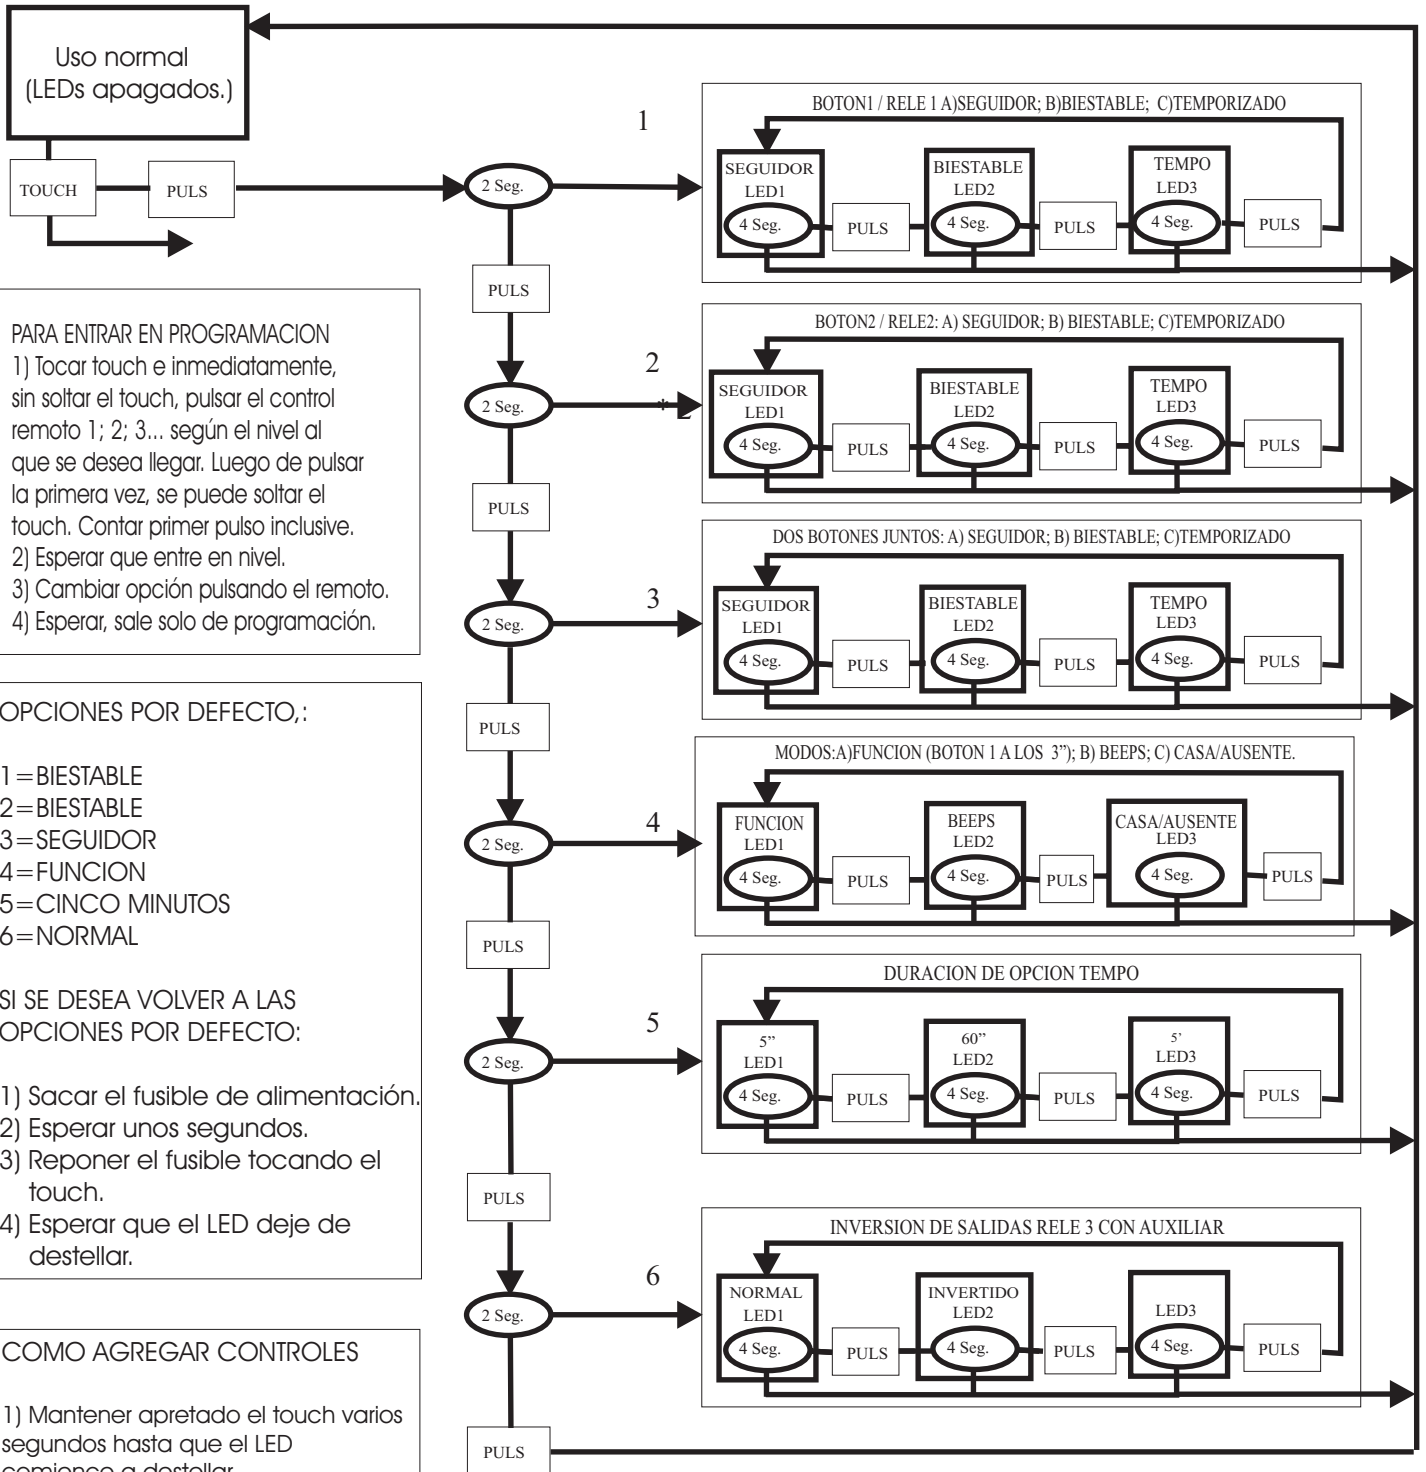 Uso normal
(LEDs apagados.)
TOUCH
PULS
PARA ENTRAR EN PROGRAMACION
1) Tocar touch e inmediatamente,
sin soltar el touch, pulsar el control
remoto 1; 2; 3... según el nivel al
que se desea llegar. Luego de pulsar
la primera vez, se puede soltar el
touch. Contar primer pulso inclusive.
2) Esperar que entre en nivel.
3) Cambiar opción pulsando el remoto.
4) Esperar, sale solo de programación.
OPCIONES POR DEFECTO,:
1=BIESTABLE
2=BIESTABLE
3=SEGUIDOR
4=FUNCION
5=CINCO MINUTOS
6=NORMAL
SI SE DESEA VOLVER A LAS
OPCIONES POR DEFECTO:
1) Sacar el fusible de alimentación.
2) Esperar unos segundos.
3) Reponer el fusible tocando el
touch.
4) Esperar que el LED deje de
destellar.
COMO AGREGAR CONTROLES
1) Mantener apretado el touch varios
segundos hasta que el LED
comience a destellar
2 Seg.
PULS
2 Seg.
PULS
2 Seg.
PULS
2 Seg.
PULS
2 Seg.
PULS
2 Seg.
PULS
1
BOTON1 / RELE 1 A)SEGUIDOR; B)BIESTABLE; C)TEMPORIZADO
SEGUIDOR
LED1
4 Seg.
PULS
BIESTABLE
LED2
4 Seg.
PULS
TEMPO
LED3
4 Seg.
PULS
2
*
BOTON2 / RELE2: A) SEGUIDOR; B) BIESTABLE; C)TEMPORIZADO
SEGUIDOR
LED1
4 Seg.
PULS
BIESTABLE
LED2
4 Seg.
PULS
TEMPO
LED3
4 Seg.
PULS
3
DOS BOTONES JUNTOS: A) SEGUIDOR; B) BIESTABLE; C)TEMPORIZADO
SEGUIDOR
LED1
4 Seg.
PULS
BIESTABLE
LED2
4 Seg.
PULS
TEMPO
LED3
4 Seg.
PULS
4
MODOS:A)FUNCION (BOTON 1 A LOS 3”); B) BEEPS; C) CASA/AUSENTE.
FUNCION
LED1
4 Seg.
PULS
BEEPS
LED2
4 Seg.
PULS
CASA/AUSENTE
LED3
4 Seg.
PULS
5
DURACION DE OPCION TEMPO
5”
LED1
4 Seg.
PULS
60”
LED2
4 Seg.
PULS
5’
LED3
4 Seg.
PULS
6
INVERSION DE SALIDAS RELE 3 CON AUXILIAR
NORMAL
LED1
4 Seg.
PULS
INVERTIDO
LED2
4 Seg.
PULS
LED3
4 Seg.
PULS